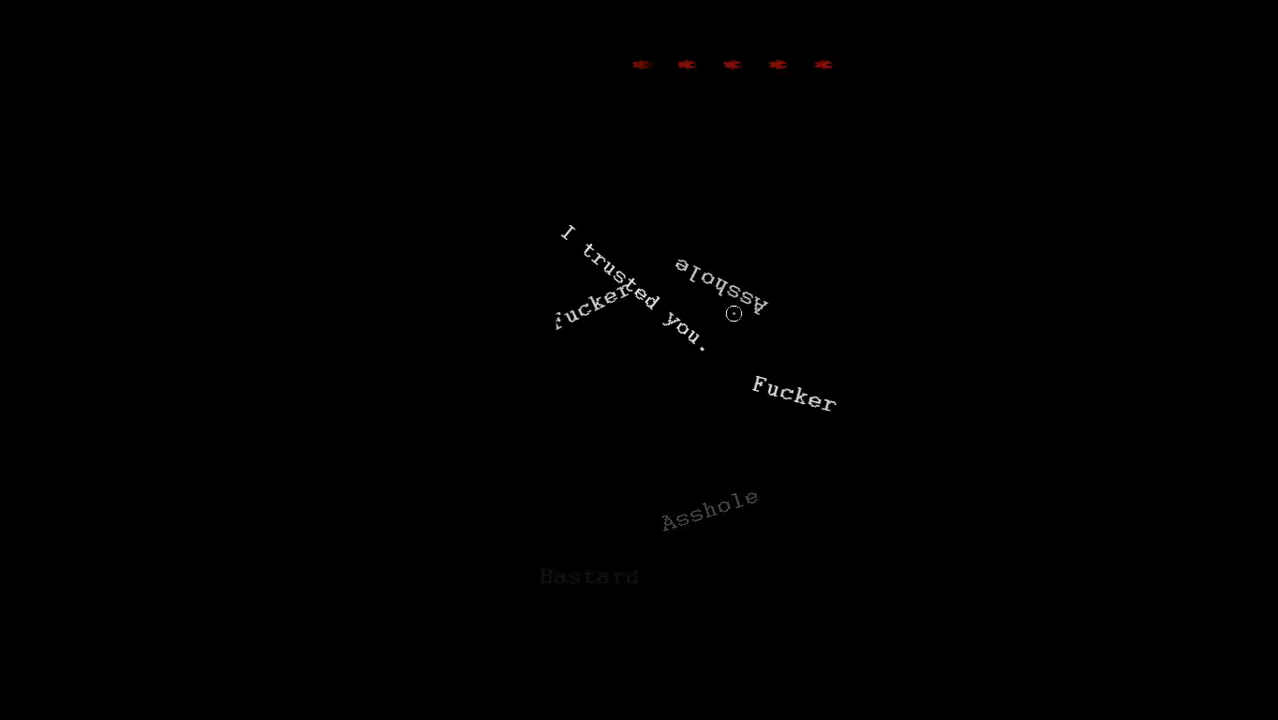 I trusted you.
Asshole
Fucker
Fucker
Asshole
Bastard